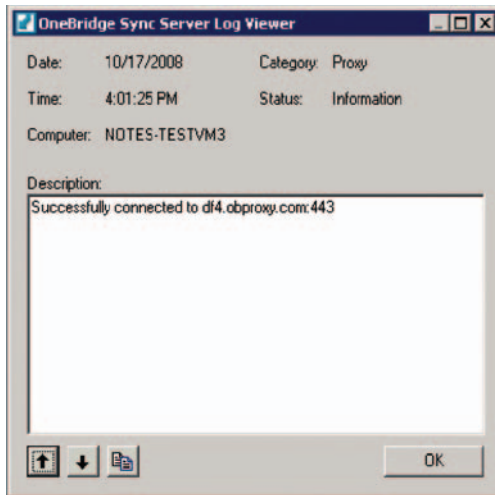 OneBridge Sync Server Log Viewer
Date: 10/17/2008 Category: Proxy
Time: 4:01:25 PM Status: Information
Computer: NOTES-TESTVM3
Description:
Successfully connected to df4.obproxy.com:443
OK